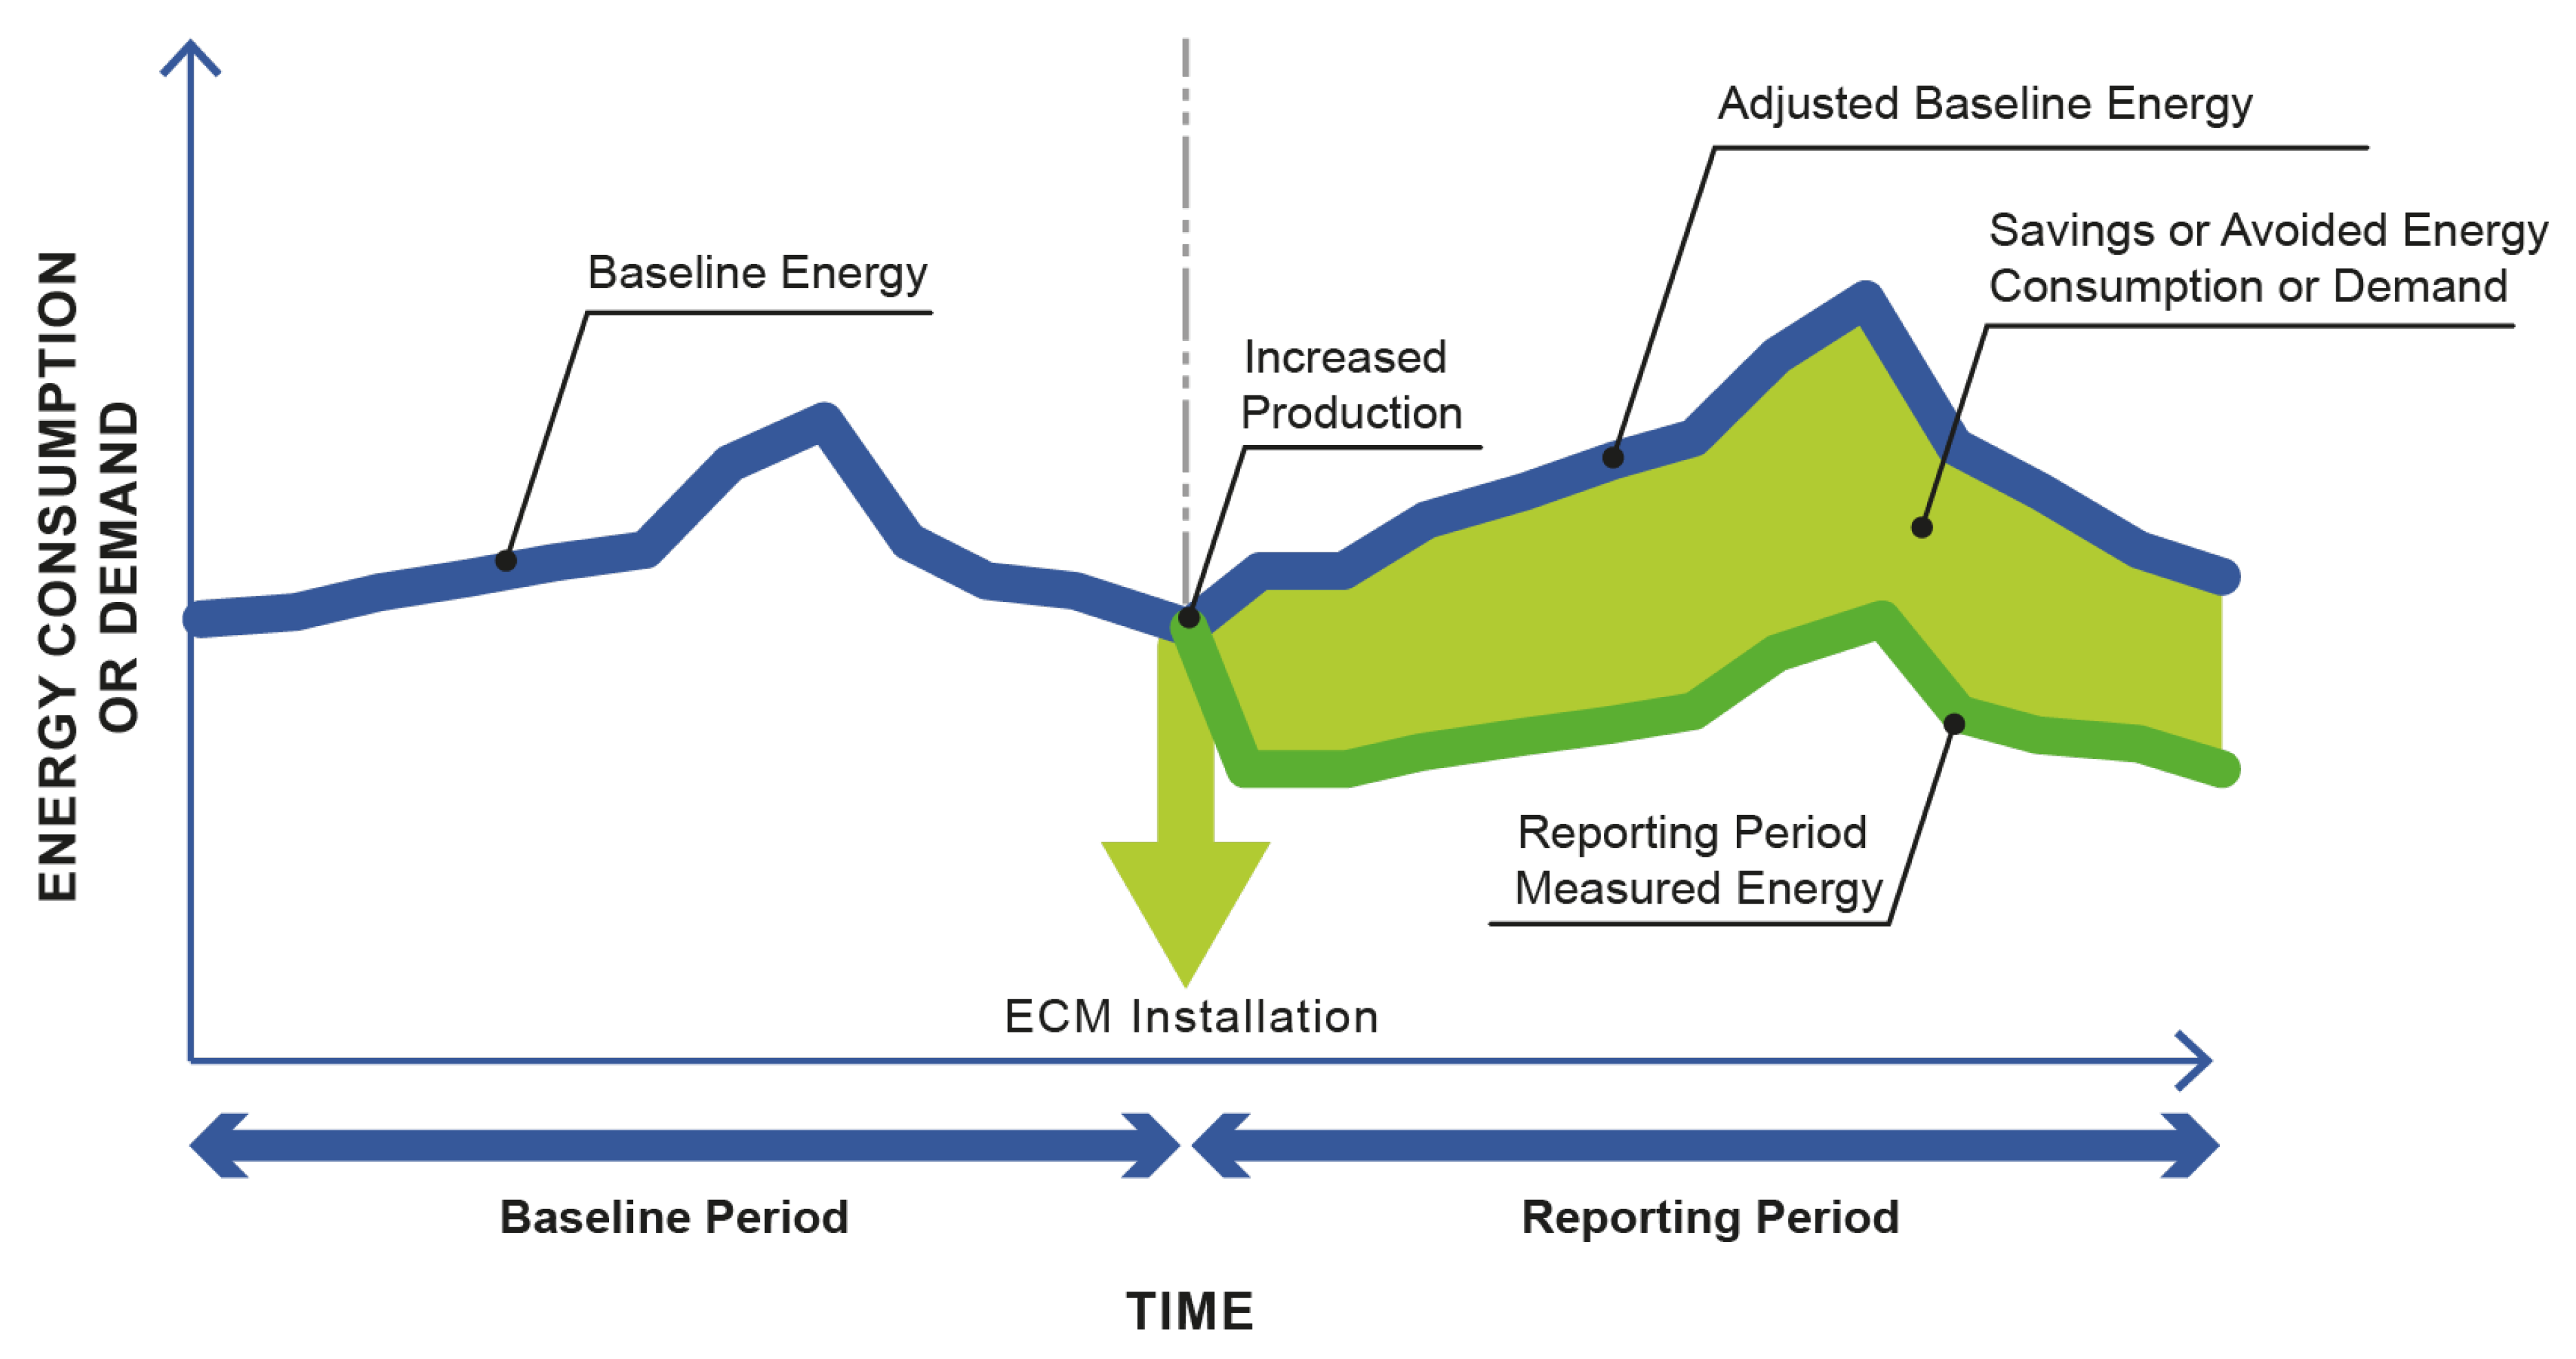 ENERGY CONSUMPTION
OR DEMAND
Baseline Energy
Increased
Production
Adjusted Baseline Energy
Savings or Avoided Energy
Consumption or Demand
Reporting Period
Measured Energy
ECM Installation
Baseline Period
Reporting Period
TIME